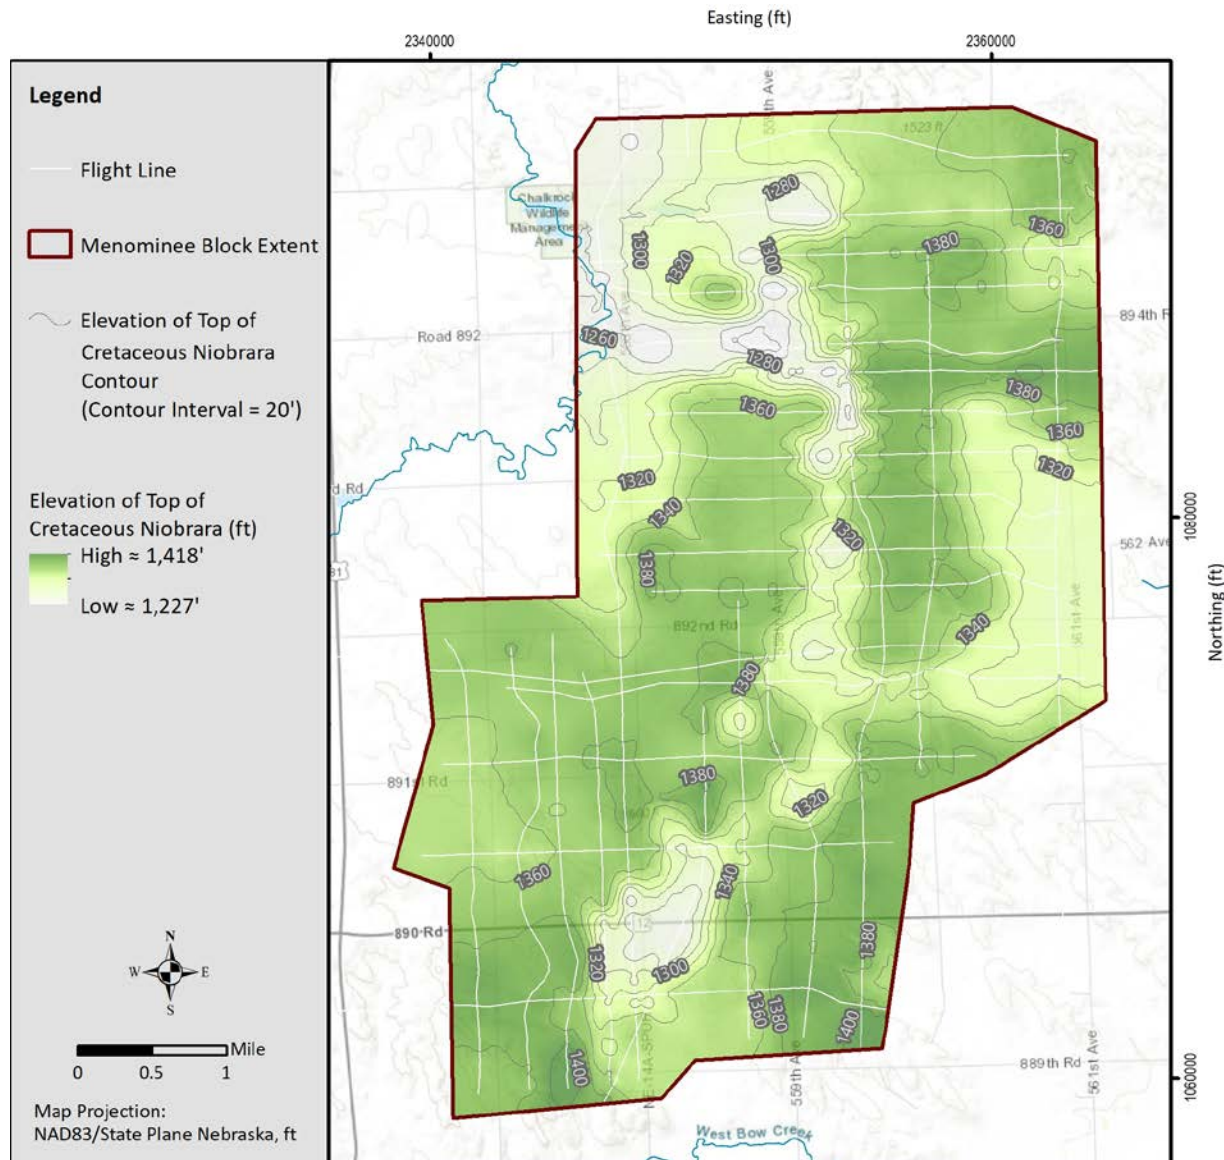 Easting (ft)
2340000
2360000
Legend
Flight Line
Menominee Block Extent
Elevation of Top of
Cretaceous Niobrara
Contour
(Contour Interval = 20')
Elevation of Top of
Cretaceous Niobrara (ft)
High ≈ 1,418'
Low ≈ 1,227'
N
W
E
S
Mile
0
0.5
1
Map Projection:
NAD83/State Plane Nebraska, ft
1523 ft
Chalkrock
Wildlife
Management
Area
1280
1300
1320
1300
1380
1360
894th R
Road 892
1260
1280
1360
1380
1360
1320
1320
1340
1320
1380
d Rd
81
562 Ave
1080000
Northing (ft)
892nd Rd
1340
561st Ave
1380
891st Rd
1380
1320
1360
1340
890 Rd
12
1320
1300
1380
1360
1380
1400
1400
559th Ave
889th Rd
561st Ave
1060000
West Bow Creek